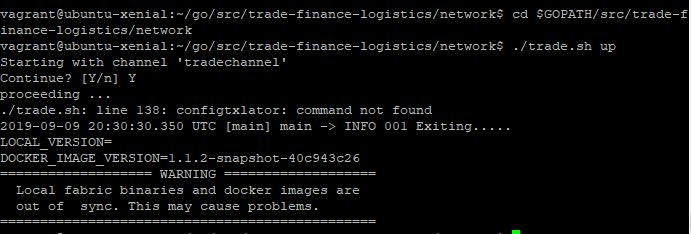 vagrant@ubuntu-xenial:~/go/src/trade-finance-logistics/network$ cd $GOPATH/src/trade-f
inance-logistics/network
vagrant@ubuntu-xenial:~/go/src/trade-finance-logistics/network$ ./trade.sh up
Starting with channel 'tradechannel'
Continue? [Y/n] Y
proceeding ...
./trade.sh: line 138: configtxlator: command not found
2019-09-09 20:30:30.350 UTC [main] main -> INFO 001 Exiting.....
LOCAL_VERSION=
DOCKER_IMAGE_VERSION=1.1.2-snapshot-40c943c26
=================== WARNING ===================
  Local fabric binaries and docker images are
  out of  sync. This may cause problems.
===============================================